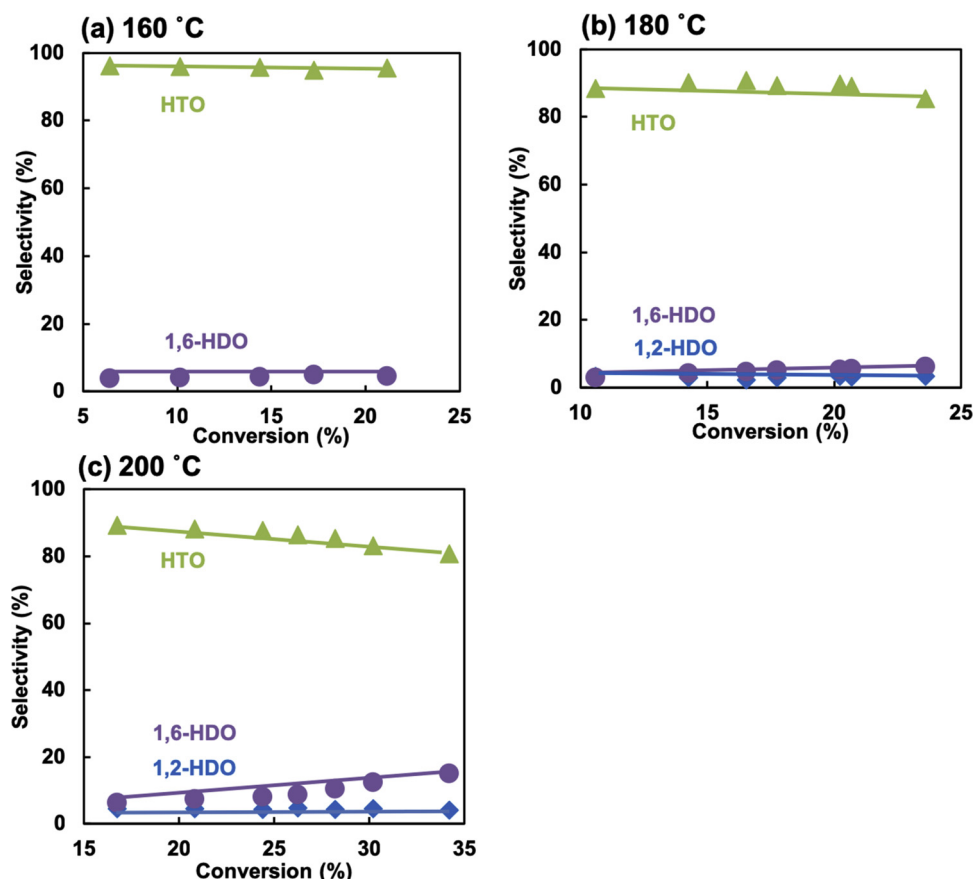 (a) 160 ˚C
100
80
60
40
20
0
Selectivity (%)
HTO
1,6-HDO
5
10
15
20
25
Conversion (%)
(b) 180 ˚C
100
80
60
40
20
0
Selectivity (%)
HTO
1,6-HDO
1,2-HDO
10
15
20
25
Conversion (%)
(c) 200 ˚C
100
80
60
40
20
0
Selectivity (%)
HTO
1,6-HDO
1,2-HDO
15
20
25
30
35
Conversion (%)